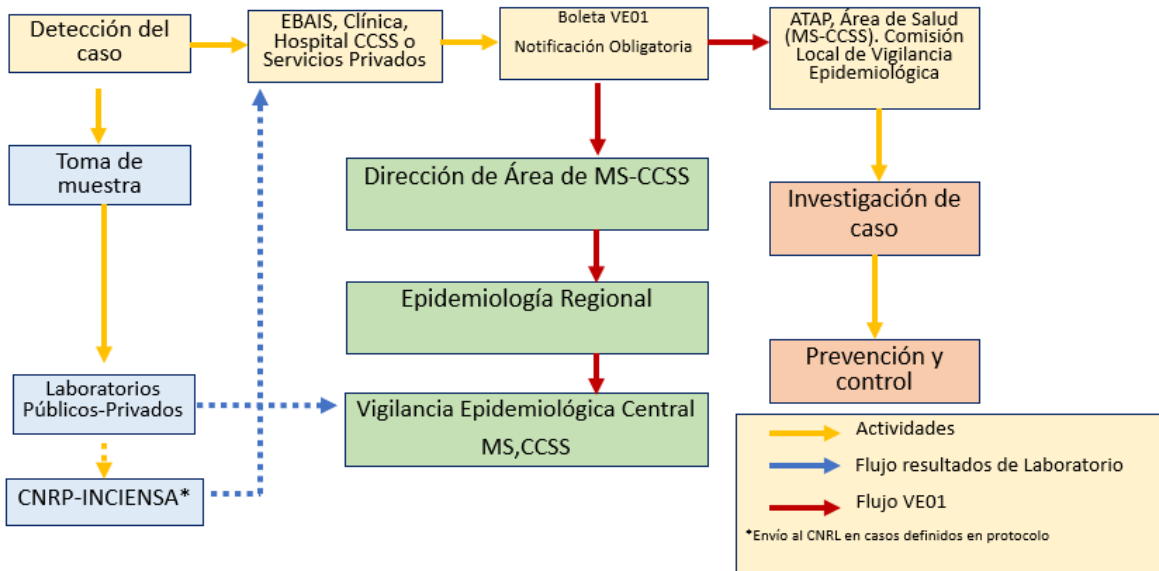 Detección del
caso
EBAIS, Clínica,
Hospital CCSS o
Servicios Privados
Boleta VE01
Notificación Obligatoria
ATAP, Área de Salud
(MS-CCSS). Comisión
Local de Vigilancia
Epidemiológica
Toma de
muestra
Dirección de Área de MS-CCSS
Investigación de
caso
Epidemiología Regional
Prevención y
control
Laboratorios
Públicos-Privados
Vigilancia Epidemiológica Central
MS,CCSS
CNRP-INCIENSA*
Actividades
Flujo resultados de Laboratorio
Flujo VE01
*Envío al CNRL en casos definidos en protocolo